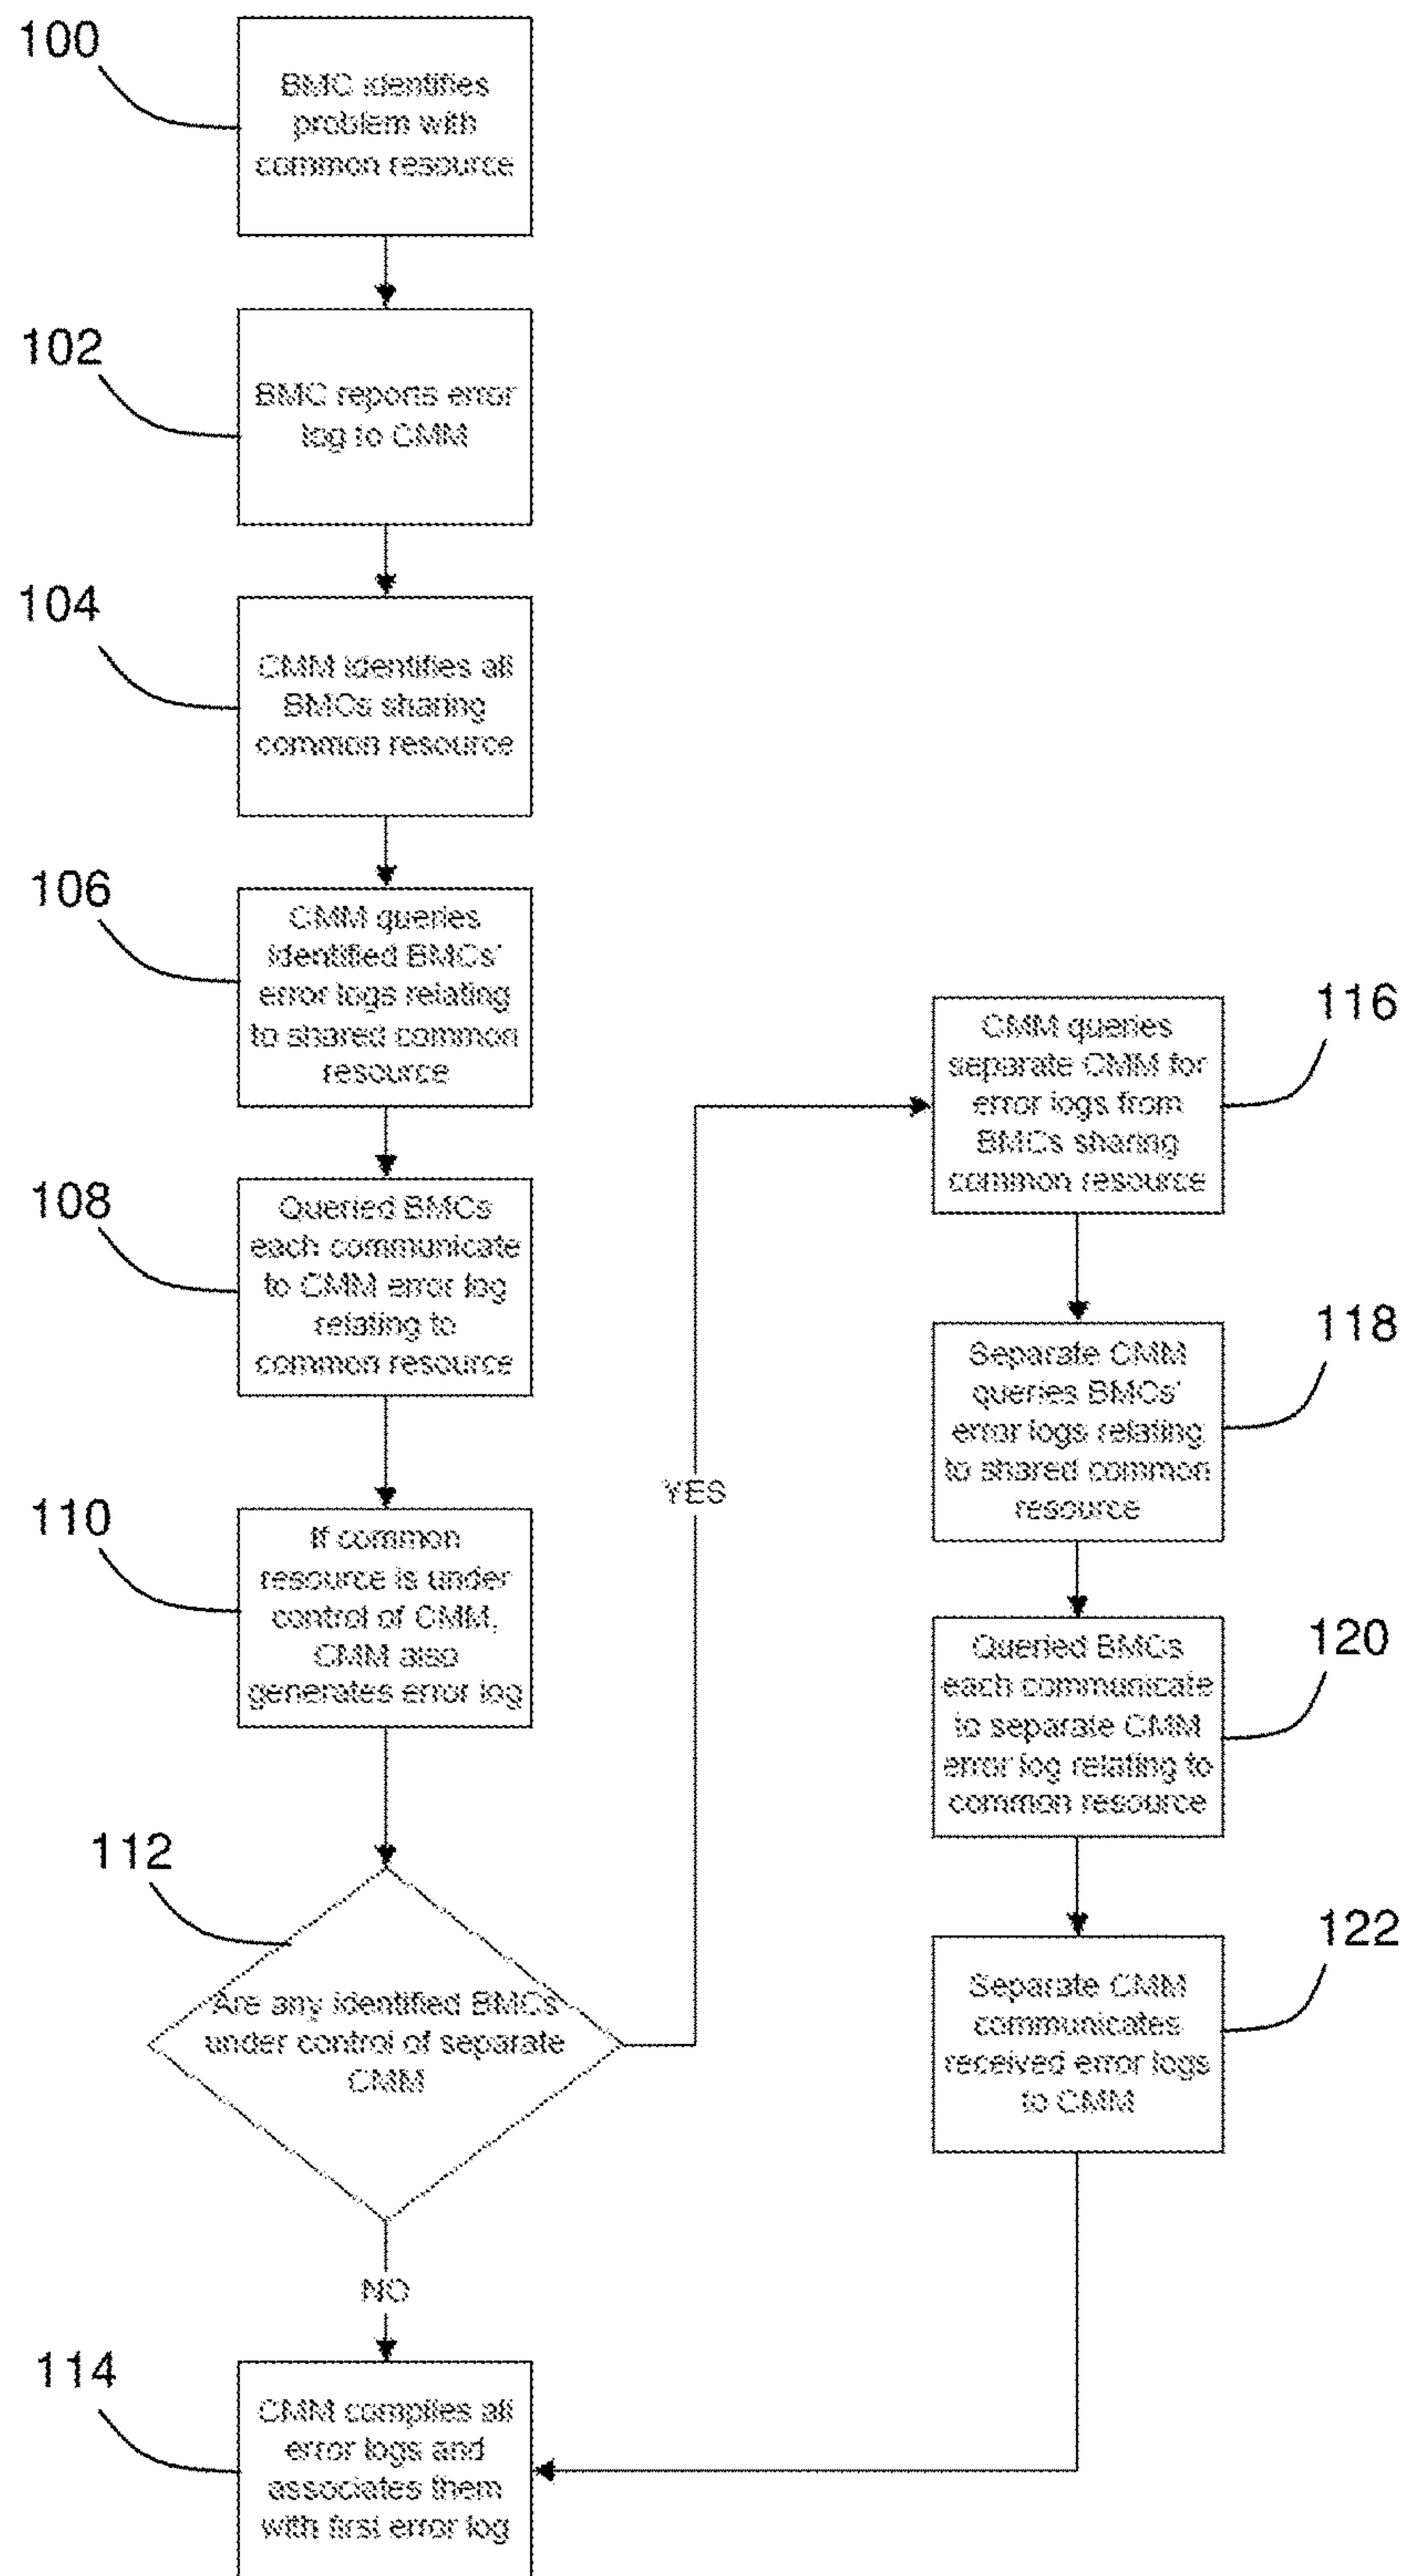 100
BMC identifies
problem with
common resource
102
BMC reports error
log to CMM
104
CMM identifies all
BMCs sharing
common resource
106
CMM queries
identified BMCs'
error logs relating
to shared common
resource
108
Queried BMCs
each communicate
to CMM error log
relating to
common resource
110
If common
resource is under
control of CMM,
CMM also
generates error log
112
Are any identified BMCs
under control of separate
CMM
YES
NO
114
CMM compiles all
error logs and
associates them
with first error log
116
CMM queries
separate CMM for
error logs from
BMCs sharing
common resource
118
Separate CMM
queries BMCs'
error logs relating
to shared common
resource
120
Queried BMCs
each communicate
to separate CMM
error log relating to
common resource
122
Separate CMM
communicates
received error logs
to CMM